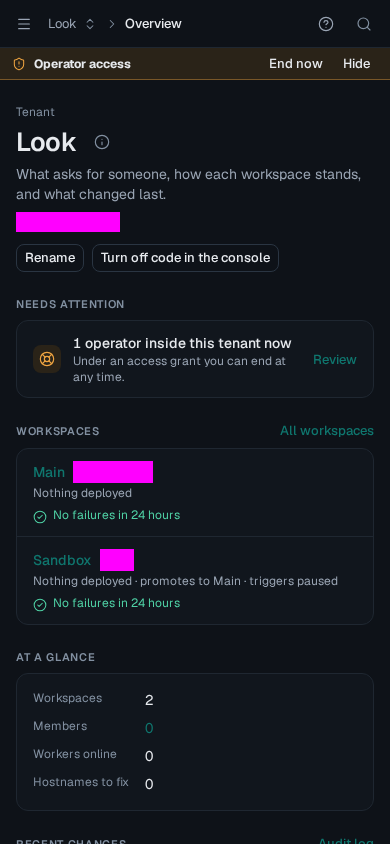 Look
Overview
Operator access
End now
Hide
Tenant
Look
What asks for someone, how each workspace stands,
and what changed last.
Rename
Turn off code in the console
NEEDS ATTENTION
1 operator inside this tenant now
Under an access grant you can end at
any time.
Review
WORKSPACES
All workspaces
Main
Nothing deployed
No failures in 24 hours
Sandbox
Nothing deployed · promotes to Main · triggers paused
No failures in 24 hours
AT A GLANCE
Workspaces 2
Members 0
Workers online 0
Hostnames to fix 0
RECENT CHANGES
Audit log